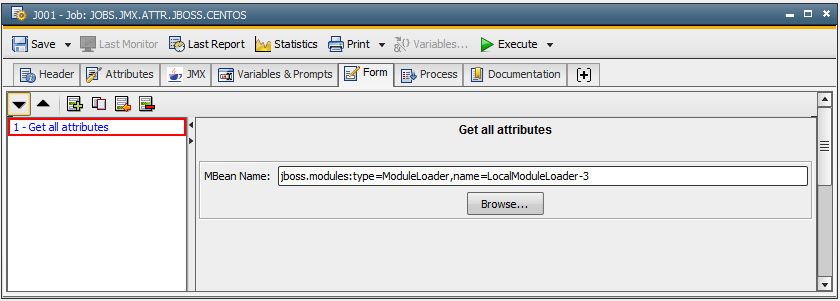 J001 - Job: JOBS.JMX.ATTR.JBOSS.CENTOS
Save Last Monitor Last Report Statistics Print Variables... Execute
Header Attributes JMX Variables & Prompts Form Process Documentation [+]
1 - Get all attributes
Get all attributes
MBean Name: jboss.modules:type=ModuleLoader,name=LocalModuleLoader-3
Browse...